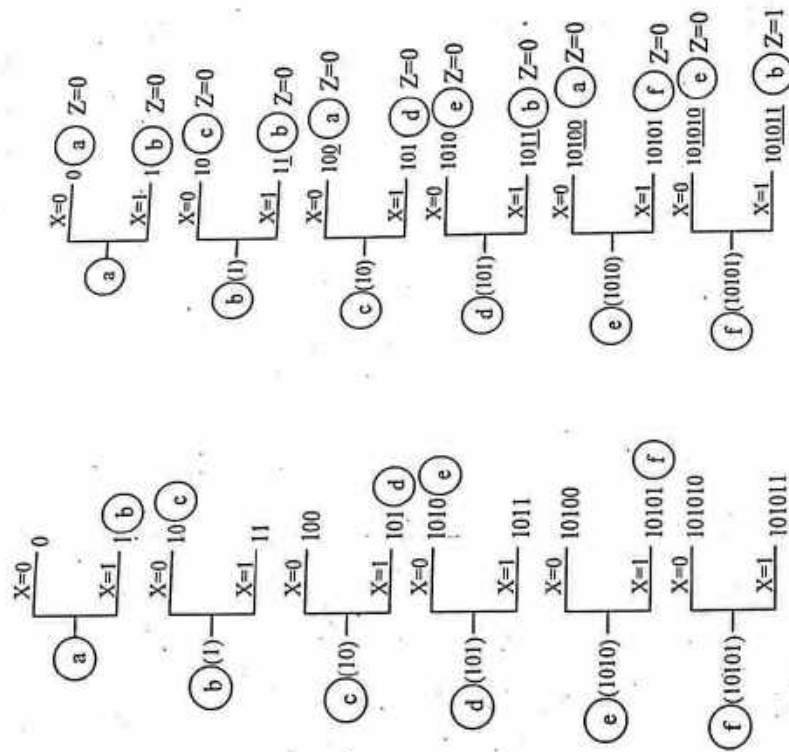 X=0 0
a
X=1 1 b
X=0 10 c
b (1)
X=1 11
X=0 100
c (10)
X=1 101 d
X=0 1010 e
d (101)
X=1 1011
X=0 10100
e (1010)
X=1 10101 f
X=0 101010
f (10101)
X=1 101011
X=0 0 a Z=0
a
X=1 1 b Z=0
X=0 10 c Z=0
b (1)
X=1 11 b Z=0
X=0 100 a Z=0
c (10)
X=1 101 d Z=0
X=0 1010 e Z=0
d (101)
X=1 1011 b Z=0
X=0 10100 a Z=0
e (1010)
X=1 10101 f Z=0
X=0 101010 e Z=0
f (10101)
X=1 101011 b Z=1